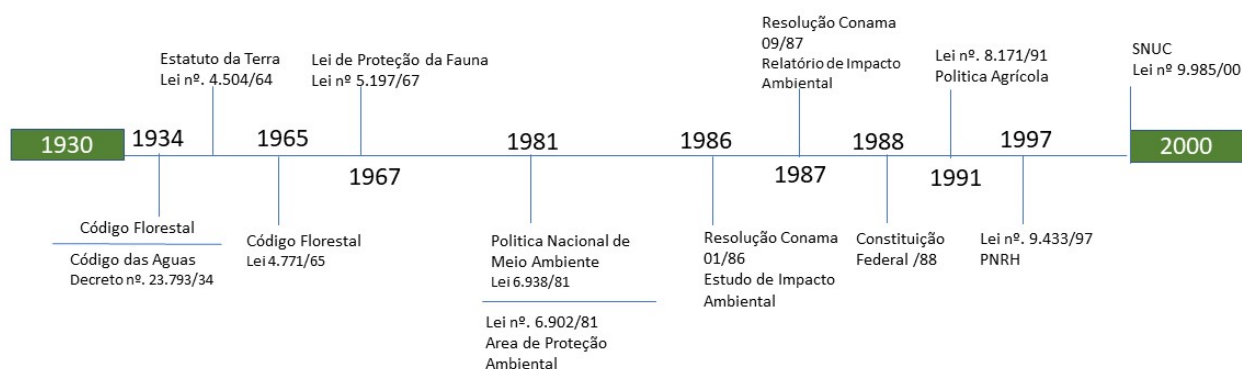 Estatuto da Terra
Lei nº. 4.504/64
Lei de Proteção da Fauna
Lei nº 5.197/67
Resolução Conama
09/87
Relatório de Impacto
Ambiental
Lei nº. 8.171/91
Politica Agrícola
SNUC
Lei nº 9.985/00
1930
1934
1965
1967
1981
1986
1987
1988
1991
1997
2000
Código Florestal
Código das Aguas
Decreto nº. 23.793/34
Código Florestal
Lei 4.771/65
Politica Nacional de
Meio Ambiente
Lei 6.938/81
Lei nº. 6.902/81
Area de Proteção
Ambiental
Resolução Conama
01/86
Estudo de Impacto
Ambiental
Constituição
Federal /88
Lei nº. 9.433/97
PNRH